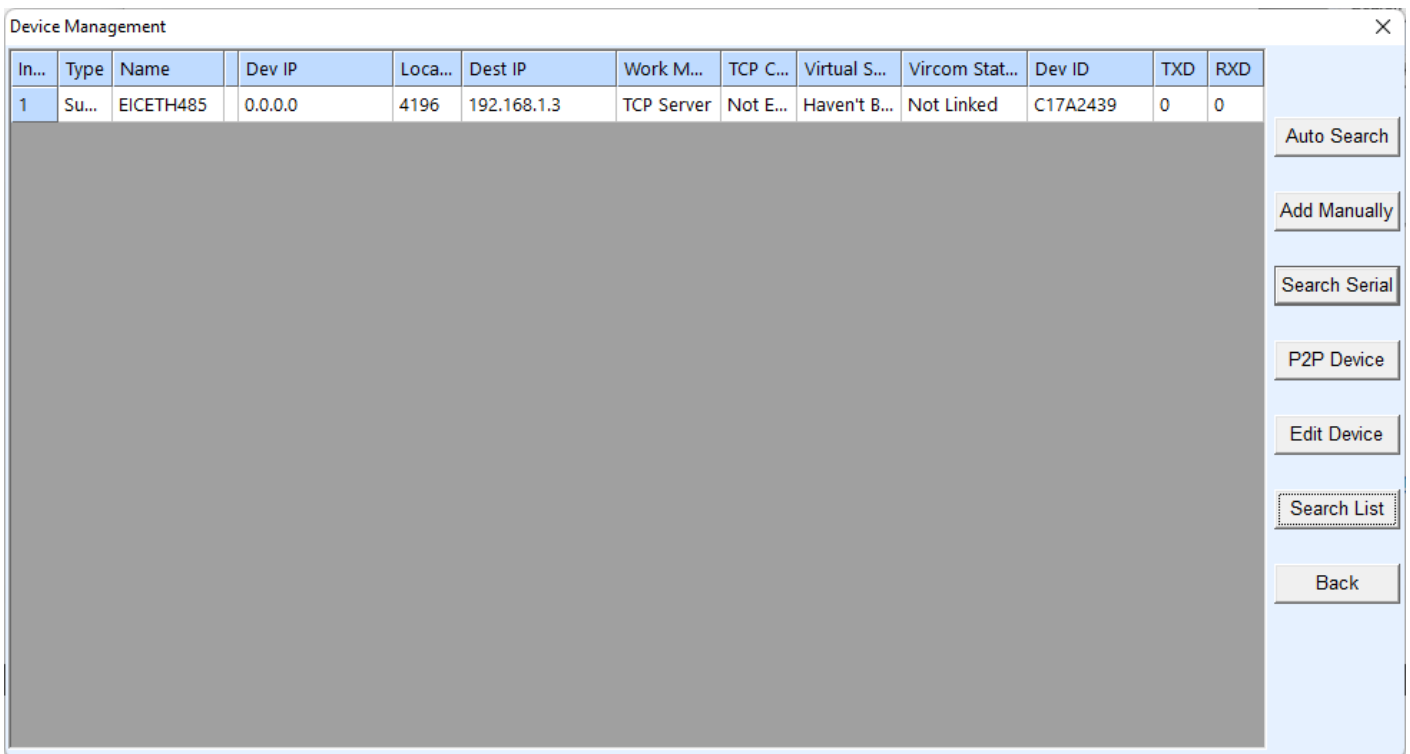 Device Management
In... Type Name Dev IP Loca... Dest IP Work M... TCP C... Virtual S... Vircom Stat... Dev ID TXD RXD
1 Su... EICETH485 0.0.0.0 4196 192.168.1.3 TCP Server Not E... Haven't B... Not Linked C17A2439 0 0
Auto Search
Add Manually
Search Serial
P2P Device
Edit Device
Search List
Back